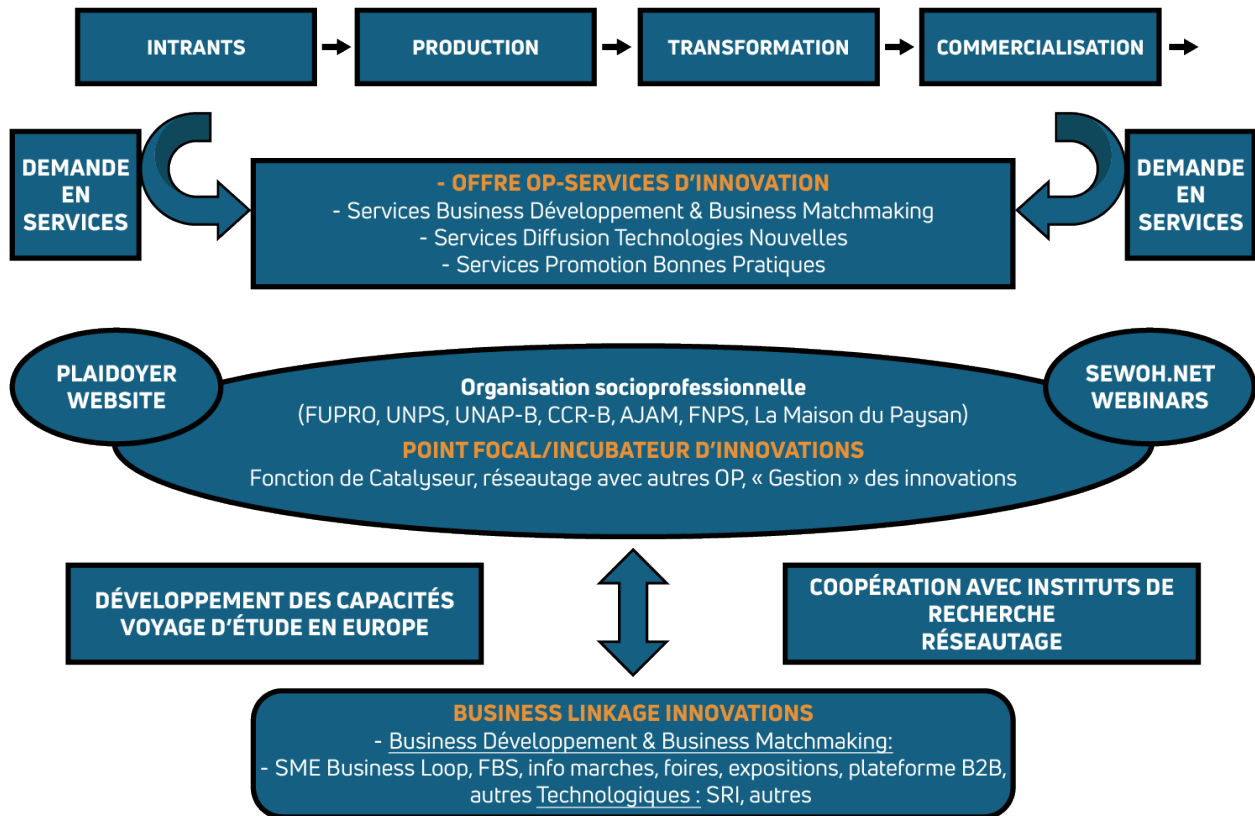 INTRANTS
PRODUCTION
TRANSFORMATION
COMMERCIALISATION
DEMANDE
EN
SERVICES
- OFFRE OP-SERVICES D’INNOVATION
- Services Business Développement & Business Matchmaking
- Services Diffusion Technologies Nouvelles
- Services Promotion Bonnes Pratiques
DEMANDE
EN
SERVICES
PLAIDOYER
WEBSITE
SEWOH.NET
WEBINARS
Organisation socioprofessionnelle
(FUPRO, UNPS, UNAP-B, CCR-B, AJAM, FNPS, La Maison du Paysan)
POINT FOCAL/INCUBATEUR D’INNOVATIONS
Fonction de Catalyseur, réseautage avec autres OP, « Gestion » des innovations
DÉVELOPPEMENT DES CAPACITÉS
VOYAGE D’ÉTUDE EN EUROPE
COOPÉRATION AVEC INSTITUTS DE
RECHERCHE
RÉSEAUTAGE
BUSINESS LINKAGE INNOVATIONS
- Business Développement & Business Matchmaking:
- SME Business Loop, FBS, info marches, foires, expositions, plateforme B2B,
autres Technologiques : SRI, autres